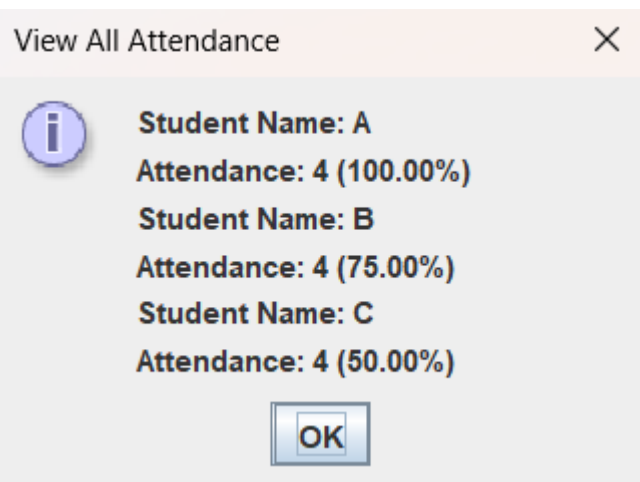 View All Attendance
Student Name: A
Attendance: 4 (100.00%)
Student Name: B
Attendance: 4 (75.00%)
Student Name: C
Attendance: 4 (50.00%)
OK